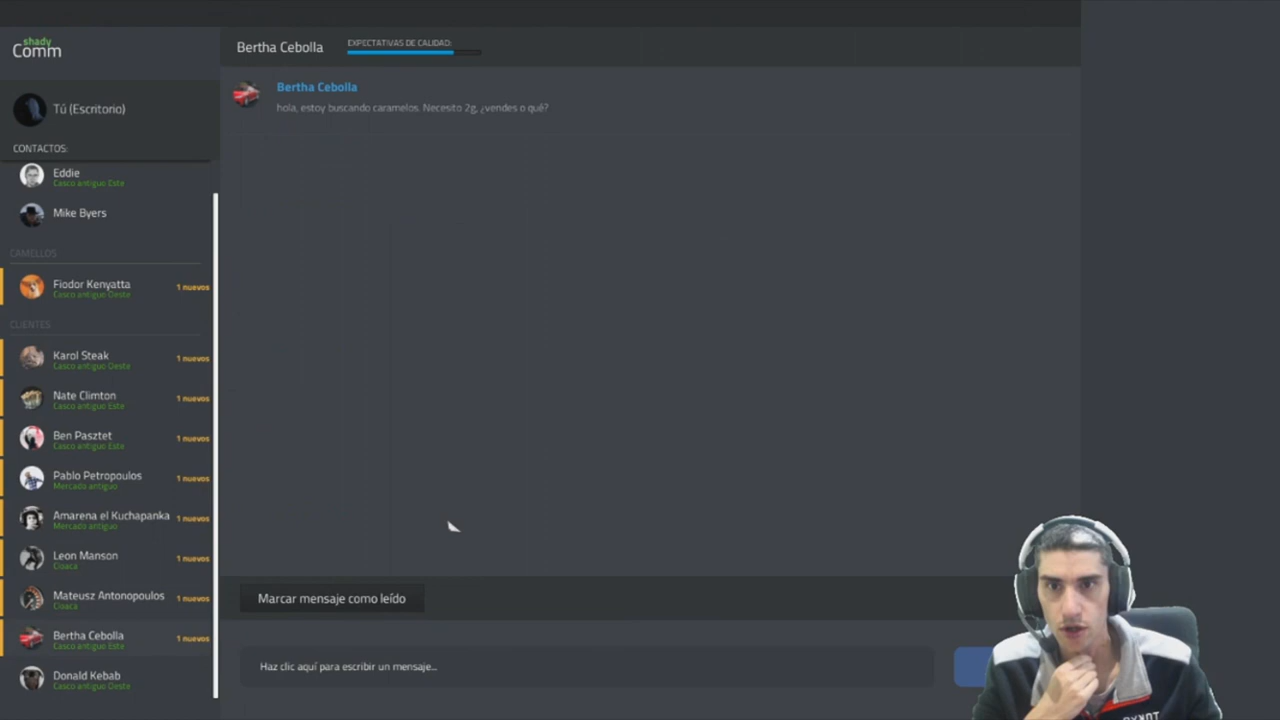 shady
Comm
Tú (Escritorio)
CONTACTOS:
Eddie
Casco antiguo Este
Mike Byers
CAMELLOS
Fiodor Kenyatta
Casco antiguo Oeste
1 nuevos
CLIENTES
Karol Steak
Casco antiguo Oeste
1 nuevos
Nate Climton
Casco antiguo Este
1 nuevos
Ben Pasztet
Casco antiguo Este
1 nuevos
Pablo Petropoulos
Mercado antiguo
1 nuevos
Amarena el Kuchapanka
Mercado antiguo
1 nuevos
Leon Manson
Cloaca
1 nuevos
Mateusz Antonopoulos
Cloaca
1 nuevos
Bertha Cebolla
Casco antiguo Este
1 nuevos
Donald Kebab
Casco antiguo Oeste
Bertha Cebolla
EXPECTATIVAS DE CALIDAD:
Bertha Cebolla
hola, estoy buscando caramelos. Necesito 2g, ¿vendes o qué?
Marcar mensaje como leído
Haz clic aquí para escribir un mensaje...